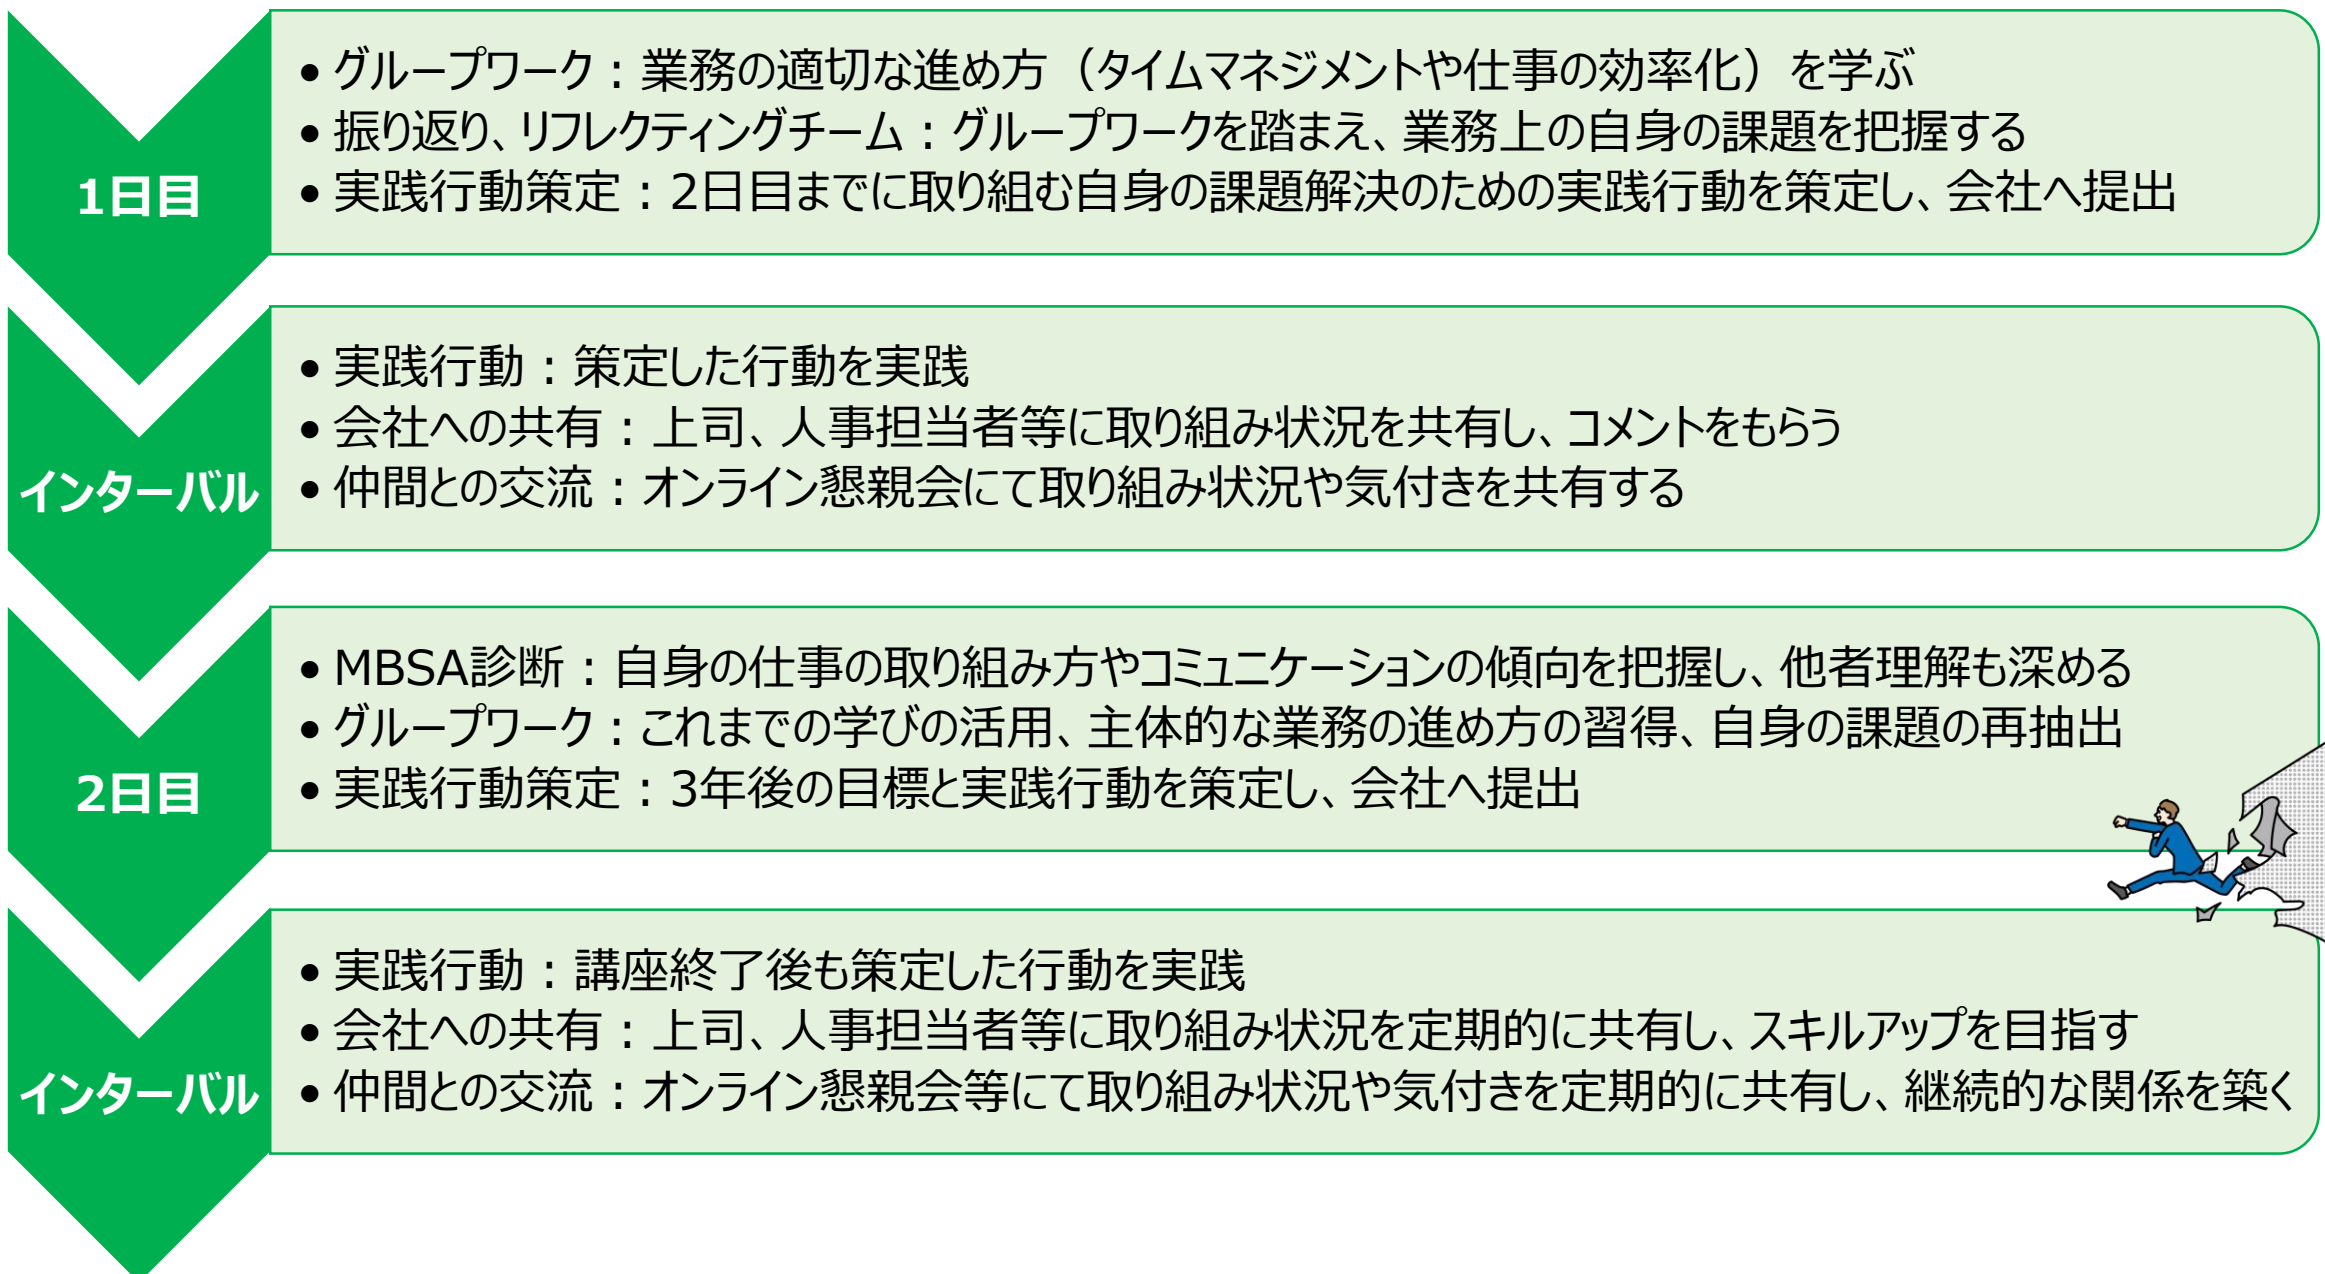 1日目
• グループワーク：業務の適切な進め方（タイムマネジメントや仕事の効率化）を学ぶ
• 振り返り、リフレクティングチーム：グループワークを踏まえ、業務上の自身の課題を把握する
• 実践行動策定：2日目までに取り組む自身の課題解決のための実践行動を策定し、会社へ提出
インターバル
• 実践行動：策定した行動を実践
• 会社への共有：上司、人事担当者等に取り組み状況を共有し、コメントをもらう
• 仲間との交流：オンライン懇親会にて取り組み状況や気付きを共有する
2日目
• MBSA診断：自身の仕事の取り組み方やコミュニケーションの傾向を把握し、他者理解も深める
• グループワーク：これまでの学びの活用、主体的な業務の進め方の習得、自身の課題の再抽出
• 実践行動策定：3年後の目標と実践行動を策定し、会社へ提出
インターバル
• 実践行動：講座終了後も策定した行動を実践
• 会社への共有：上司、人事担当者等に取り組み状況を定期的に共有し、スキルアップを目指す
• 仲間との交流：オンライン懇親会等にて取り組み状況や気付きを定期的に共有し、継続的な関係を築く